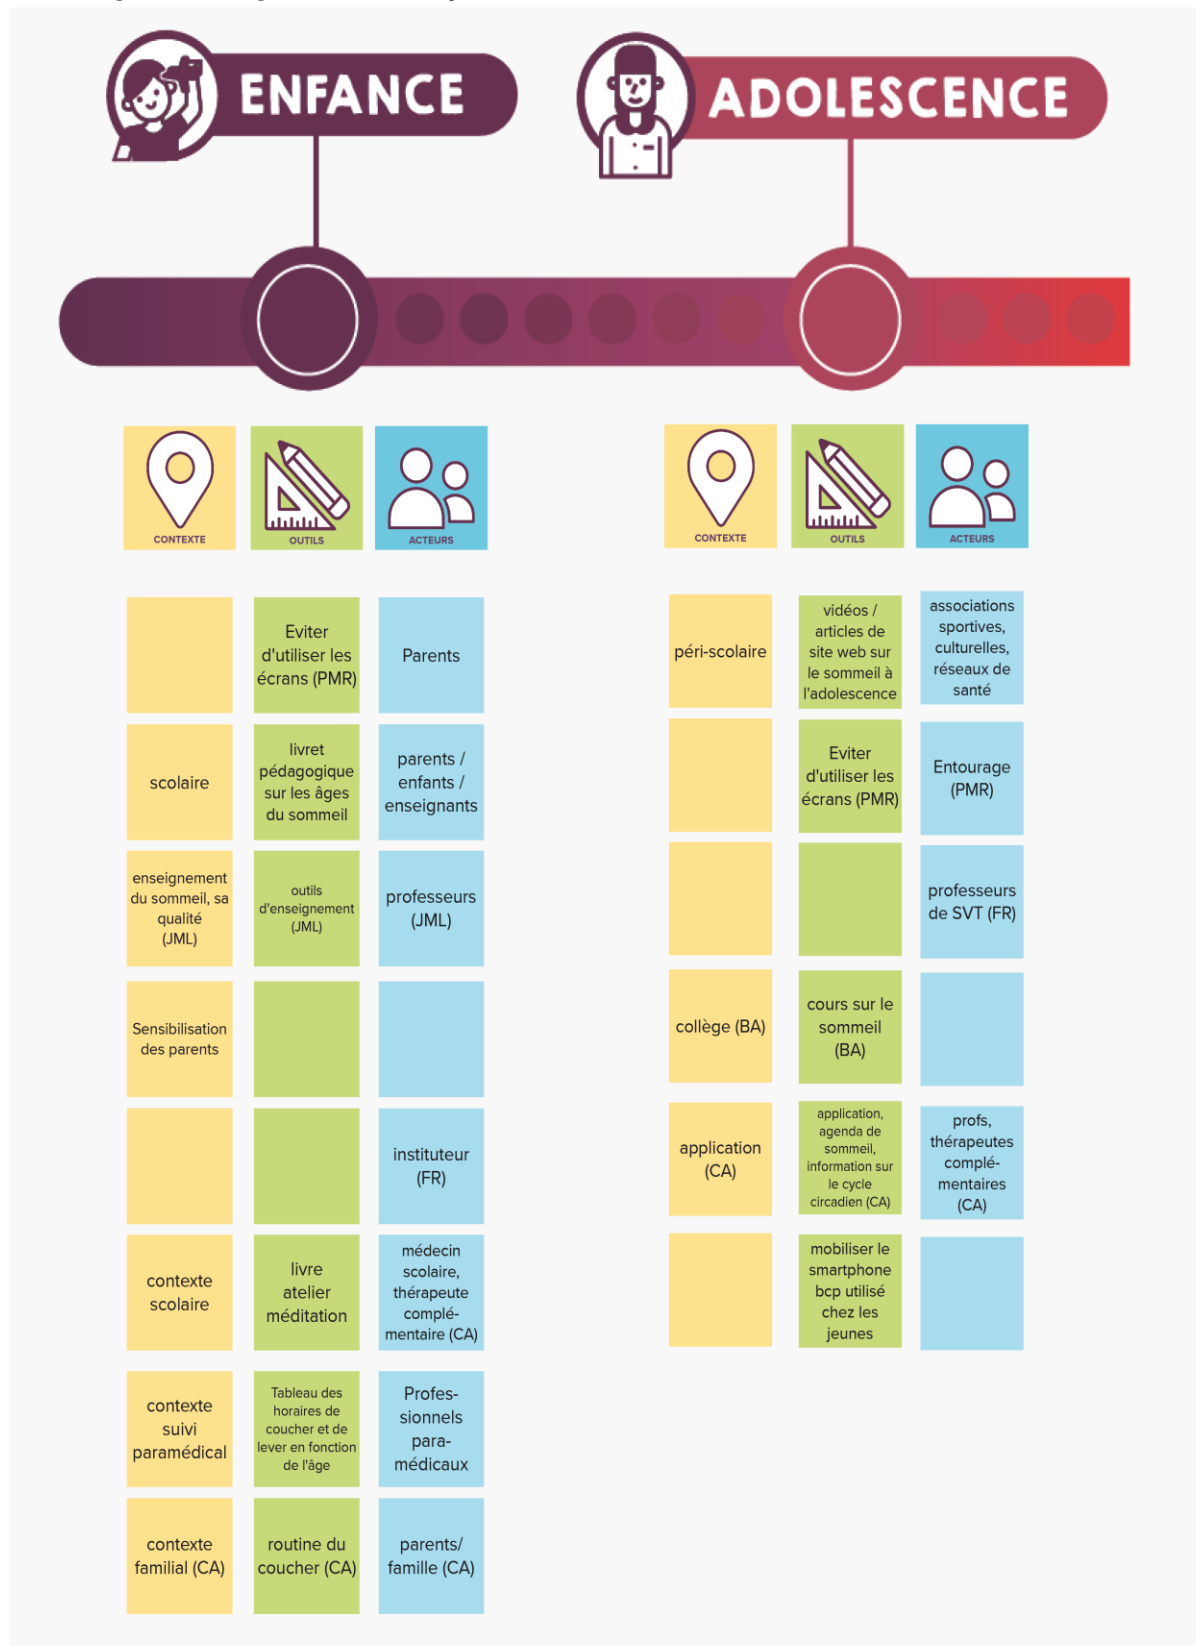 ENFANCE
ADOLESCENCE
CONTEXTE
OUTILS
ACTEURS
CONTEXTE
OUTILS
ACTEURS
Eviter
d'utiliser les
écrans (PMR)
Parents
scolaire
livret
pédagogique
sur les âges
du sommeil
parents /
enfants /
enseignants
enseignement
du sommeil, sa
qualité
(JML)
outils
d'enseignement
(JML)
professeurs
(JML)
Sensibilisation
des parents
instituteur
(FR)
contexte
scolaire
livre
atelier
méditation
médecin
scolaire,
thérapeute
complé-
mentaire (CA)
contexte
suivi
paramédical
Tableau des
horaires de
coucher et de
lever en fonction
de l'âge
Profes-
sionnels
para-
médicaux
contexte
familial (CA)
routine du
coucher (CA)
parents/
famille (CA)
péri-scolaire
vidéos /
articles de
site web sur
le sommeil à
l'adolescence
associations
sportives,
culturelles,
réseaux de
santé
Eviter
d'utiliser les
écrans (PMR)
Entourage
(PMR)
professeurs
de SVT (FR)
collège (BA)
cours sur le
sommeil
(BA)
application
(CA)
application,
agenda de
sommeil,
information sur
le cycle
circadien (CA)
profs,
thérapeutes
complé-
mentaires
(CA)
mobiliser le
smartphone
bcp utilisé
chez les
jeunes